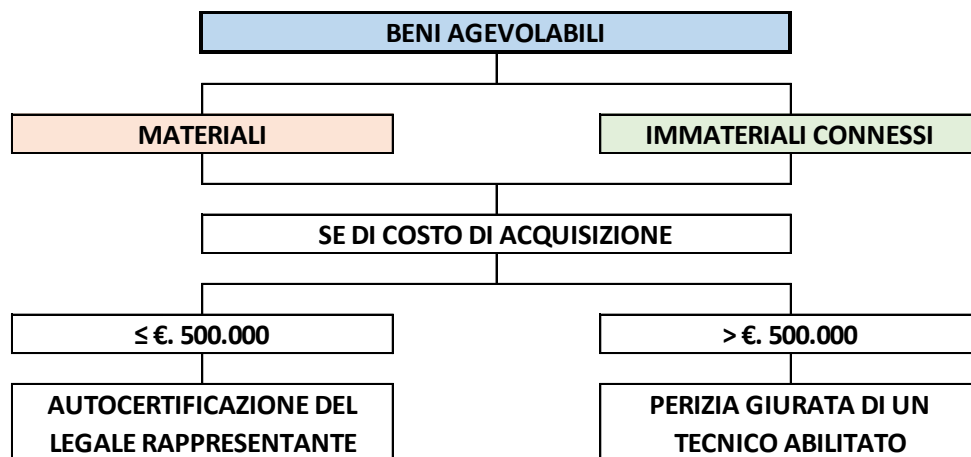 BENI AGEVOLABILI
MATERIALI
IMMATERIALI CONNESSI
SE DI COSTO DI ACQUISIZIONE
≤ €. 500.000
> €. 500.000
AUTOCERTIFICAZIONE DEL
LEGALE RAPPRESENTANTE
PERIZIA GIURATA DI UN
TECNICO ABILITATO